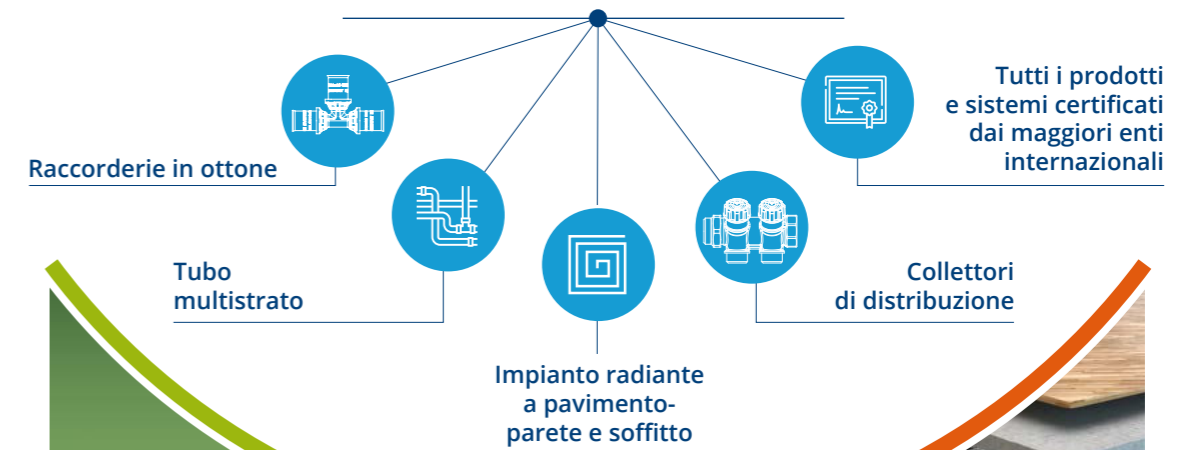 Raccorderie in ottone
Tubo
multistrato
Impianto radiante
a pavimento-
parete e soffitto
Collettori
di distribuzione
Tutti i prodotti
e sistemi certificati
dai maggiori enti
internazionali